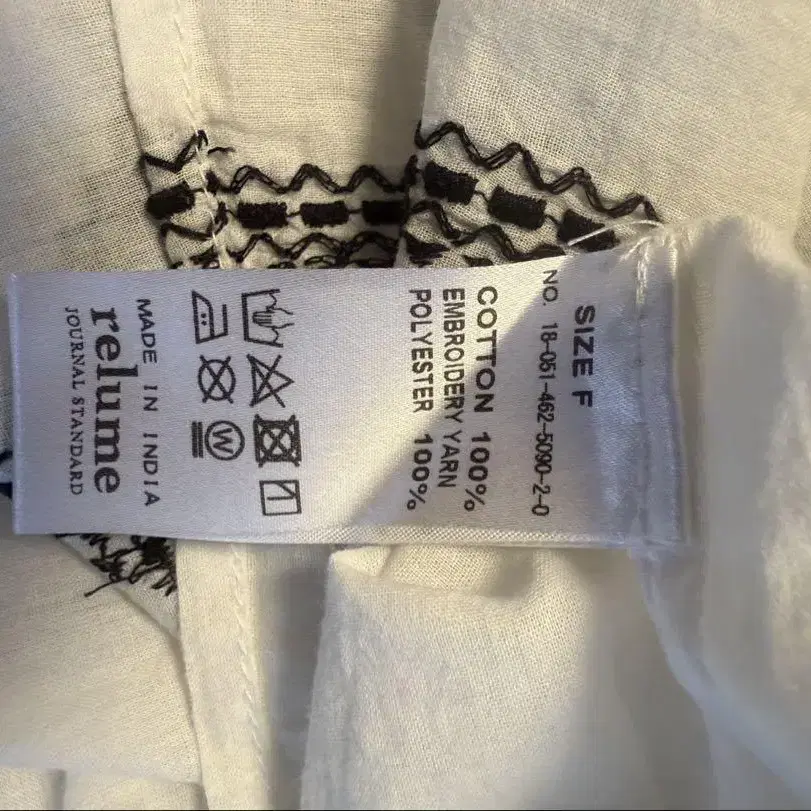 SIZE F
NO. 18-051-462-5090-2-0
COTTON 100%
EMBROIDERY YARN
POLYESTER 100%
W
MADE IN INDIA
relume
JOURNAL STANDARD